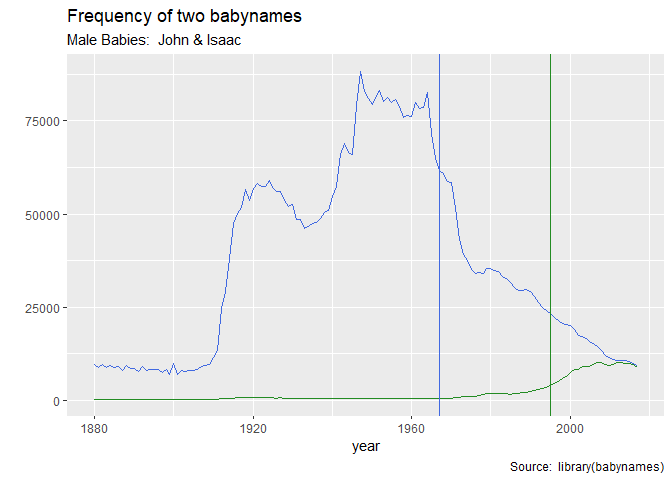 Frequency of two babynames
Male Babies:  John & Isaac
75000
50000
25000
0
1880
1920
1960
2000
year
Source:  library(babynames)